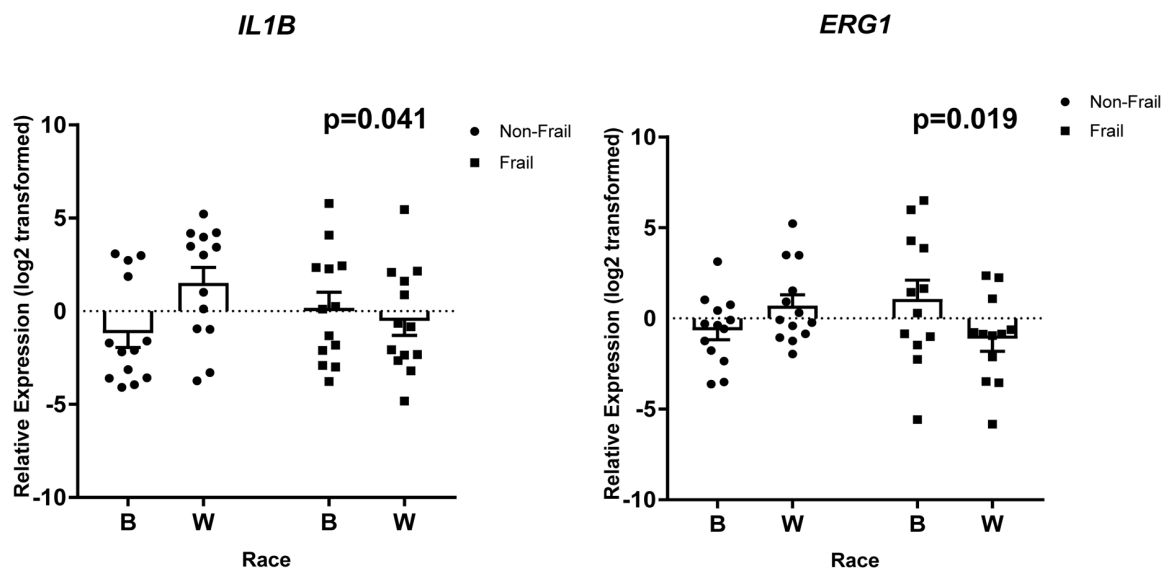 IL1B
Relative Expression (log2 transformed)
10
5
0
-5
-10
p=0.041
Non-Frail
Frail
B
W
B
W
Race
ERG1
Relative Expression (log2 transformed)
10
5
0
-5
-10
p=0.019
Non-Frail
Frail
B
W
B
W
Race